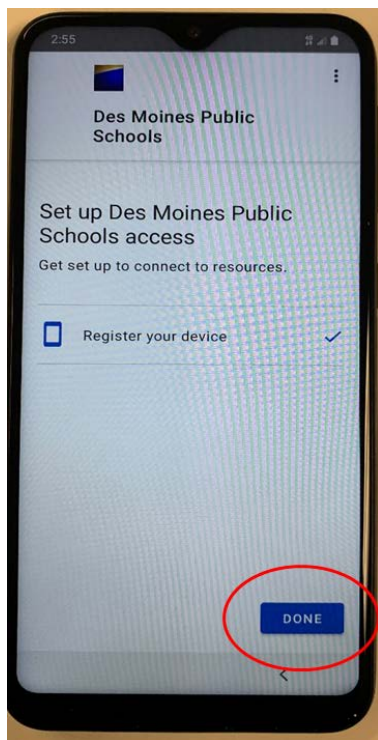 2:55
Des Moines Public
Schools
Set up Des Moines Public
Schools access
Get set up to connect to resources.
Register your device
DONE